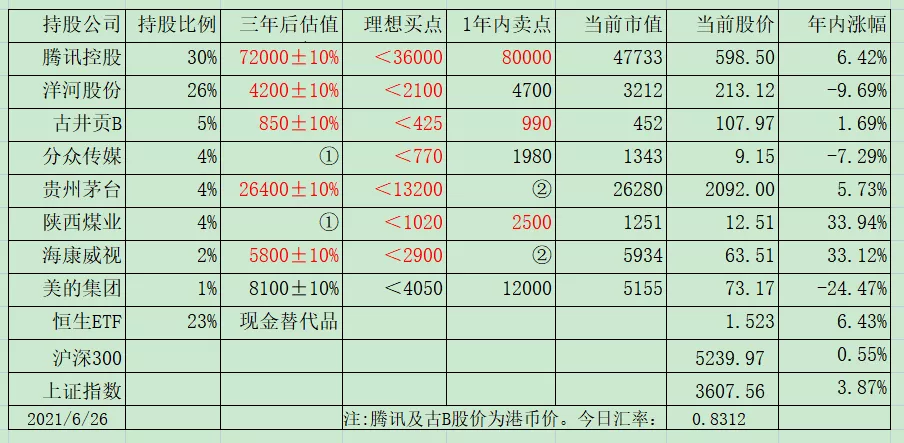 持股公司 持股比例 三年后估值 理想买点 1年内卖点 当前市值 当前股价 年内涨幅
腾讯控股 30% 72000±10% <36000 80000 47733 598.50 6.42%
洋河股份 26% 4200±10% <2100 4700 3212 213.12 -9.69%
古井贡B 5% 850±10% <425 990 452 107.97 1.69%
分众传媒 4% ① <770 1980 1343 9.15 -7.29%
贵州茅台 4% 26400±10% <13200 ② 26280 2092.00 5.73%
陕西煤业 4% ① <1020 2500 1251 12.51 33.94%
海康威视 2% 5800±10% <2900 ② 5934 63.51 33.12%
美的集团 1% 8100±10% <4050 12000 5155 73.17 -24.47%
恒生ETF 23% 现金替代品 1.523 6.43%
沪深300 5239.97 0.55%
上证指数 3607.56 3.87%
2021/6/26 注:腾讯及古B股价为港币价。今日汇率: 0.8312